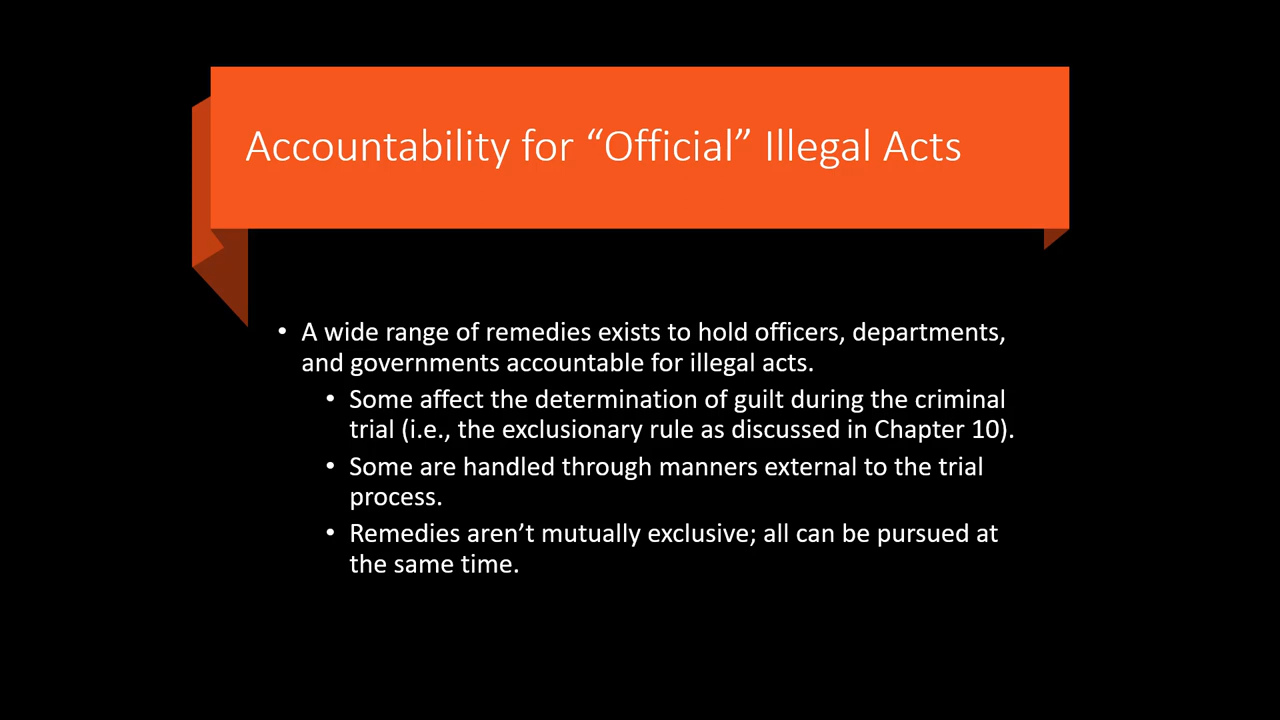 Accountability for “Official” Illegal Acts
• A wide range of remedies exists to hold officers, departments,
and governments accountable for illegal acts.
• Some affect the determination of guilt during the criminal
trial (i.e., the exclusionary rule as discussed in Chapter 10).
• Some are handled through manners external to the trial
process.
• Remedies aren’t mutually exclusive; all can be pursued at
the same time.